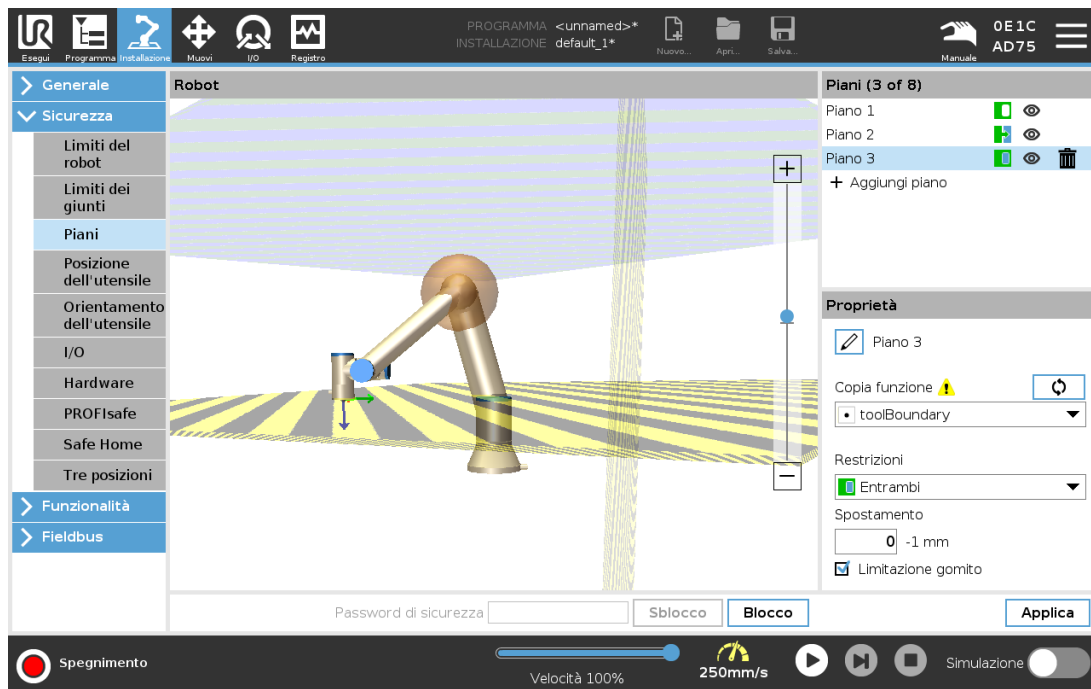 PROGRAMMA <unnamed>*
INSTALLAZIONE default_1*
Esegui Programma Installazione Muovi I/O Registro
Nuovo... Apri... Salva...
Manuale
0E1C
AD75
Generale
Sicurezza
Limiti del
robot
Limiti dei
giunti
Piani
Posizione
dell'utensile
Orientamento
dell'utensile
I/O
Hardware
PROFIsafe
Safe Home
Tre posizioni
Funzionalità
Fieldbus
Robot
Piani (3 of 8)
Piano 1
Piano 2
Piano 3
+ Aggiungi piano
Proprietà
Piano 3
Copia funzione
toolBoundary
Restrizioni
Entrambi
Spostamento
0 -1 mm
Limitazione gomito
Password di sicurezza Sblocco Blocco
Applica
Spegnimento
Velocità 100%
250mm/s
Simulazione